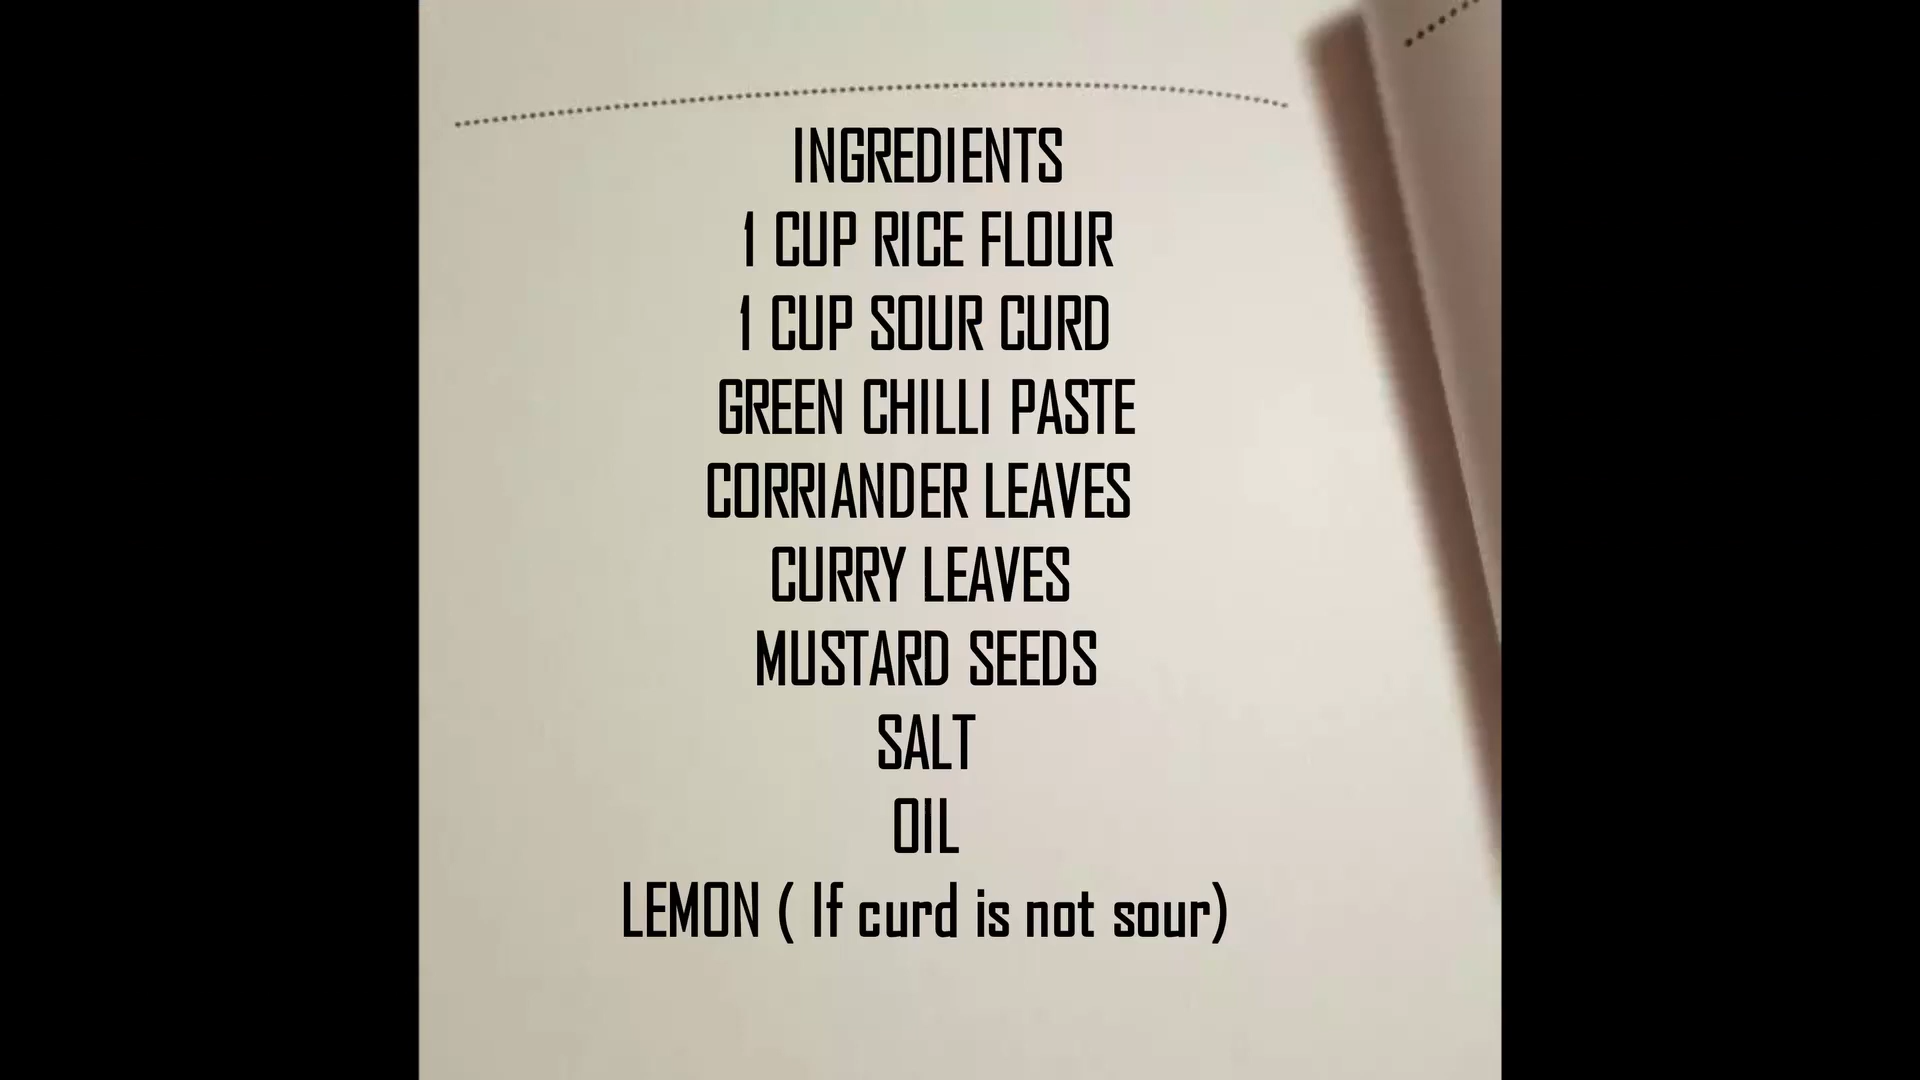 INGREDIENTS
1 CUP RICE FLOUR
1 CUP SOUR CURD
GREEN CHILLI PASTE
CORRIANDER LEAVES
CURRY LEAVES
MUSTARD SEEDS
SALT
OIL
LEMON ( If curd is not sour)